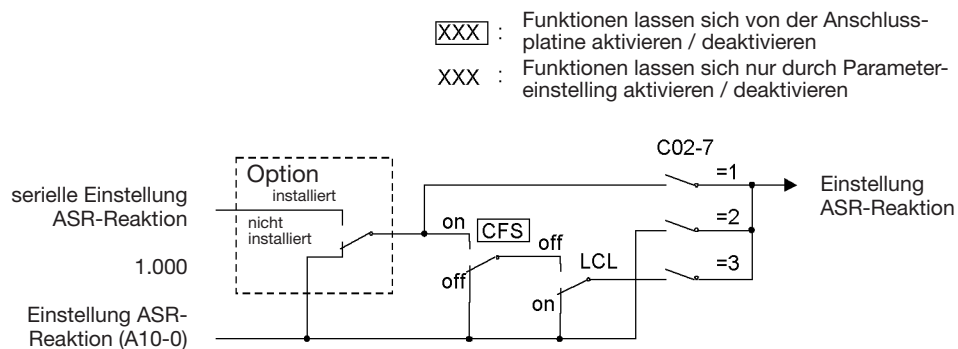 XXX : Funktionen lassen sich von der Anschluss-
platine aktivieren / deaktivieren
XXX : Funktionen lassen sich nur durch Parameter-
einstelling aktivieren / deaktivieren
C02-7
Option
installiert
serielle Einstellung
ASR-Reaktion
nicht
installiert
1.000
Einstellung ASR-
Reaktion (A10-0)
on
CFS
off
off
LCL
on
=1
=2
=3
Einstellung
ASR-Reaktion